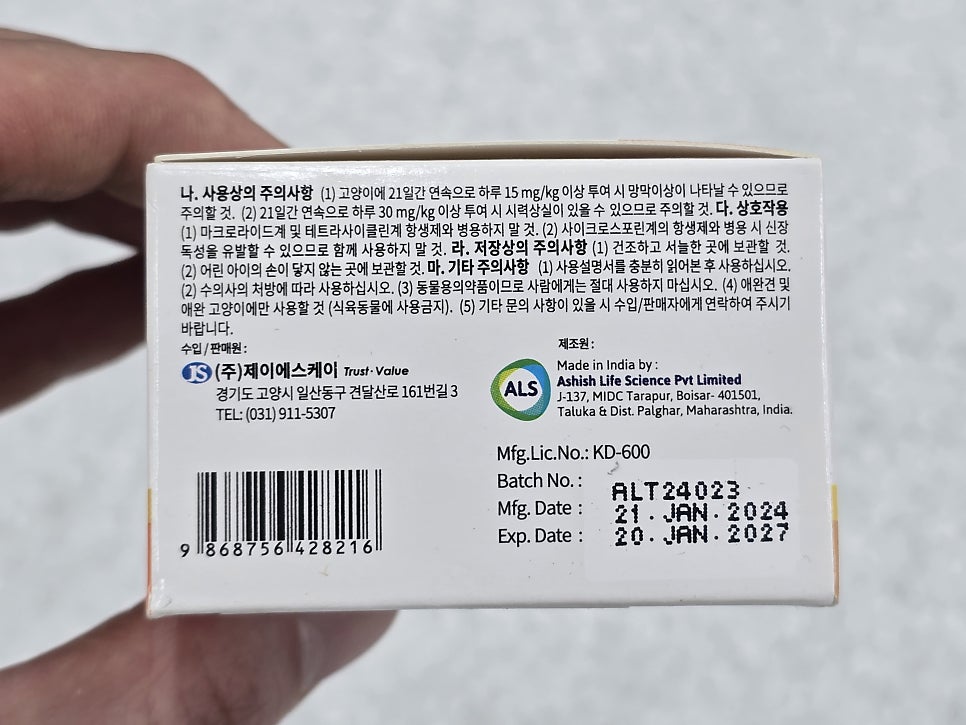 나. 사용상의 주의사항 (1) 고양이에 21일간 연속으로 하루 15 mg/kg 이상 투여 시 망막이상이 나타날 수 있으므로
주의할 것. (2) 21일간 연속으로 하루 30 mg/kg 이상 투여 시 시력상실이 있을 수 있으므로 주의할 것. 다. 상호작용
(1) 마크로라이드계 및 테트라사이클린계 항생제와 병용하지 말 것. (2) 사이크로스포린계의 항생제와 병용 시 신장
독성을 유발할 수 있으므로 함께 사용하지 말 것. 라. 저장상의 주의사항 (1) 건조하고 서늘한 곳에 보관할 것.
(2) 어린 아이의 손이 닿지 않는 곳에 보관할 것. 마. 기타 주의사항 (1) 사용설명서를 충분히 읽어본 후 사용하십시오.
(2) 수의사의 처방에 따라 사용하십시오. (3) 동물용의약품이므로 사람에게는 절대 사용하지 마십시오. (4) 애완견 및
애완 고양이에만 사용할 것 (식육동물에 사용금지). (5) 기타 문의 사항이 있을 시 수입/판매자에게 연락하여 주시기
바랍니다.
수입/판매원 :
JS (주)제이에스케이 Trust·Value
경기도 고양시 일산동구 견달산로 161번길 3
TEL: (031) 911-5307
제조원 :
ALS
Made in India by :
Ashish Life Science Pvt Limited
J-137, MIDC Tarapur, Boisar- 401501,
Taluka & Dist. Palghar, Maharashtra, India.
Mfg.Lic.No.: KD-600
Batch No. : ALT24023
Mfg. Date : 21.JAN.2024
Exp. Date : 20.JAN.2027
9 868756 428216